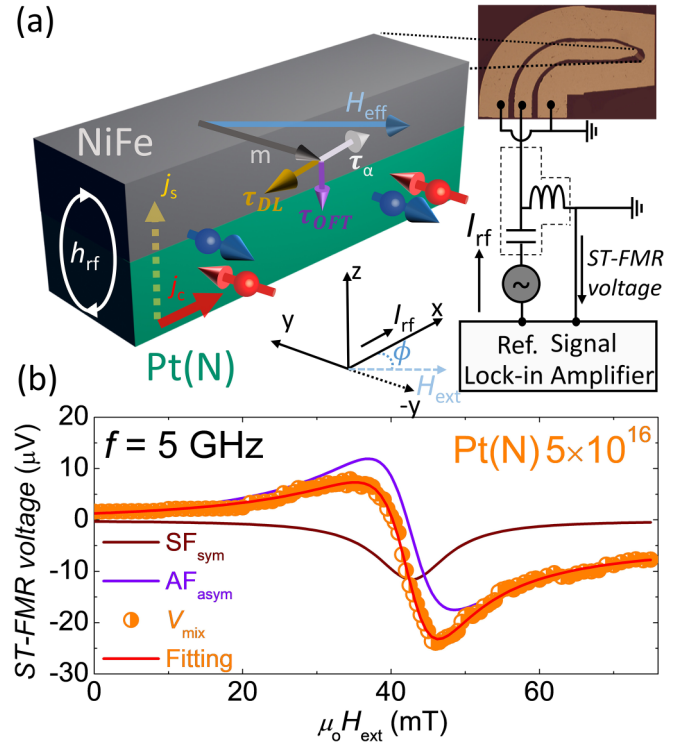 (a)
NiFe
H_eff
m
τ_α
j_s
τ_DL
τ_OFT
h_rf
j_c
Pt(N)
z
y
x
I_rf
ϕ
H_ext
-y
I_rf
~
ST-FMR
voltage
Ref. Signal
Lock-in Amplifier
(b)
f = 5 GHz
Pt(N) 5×10^16
ST-FMR voltage (μV)
20
10
0
-10
-20
-30
SF_sym
AF_asym
V_mix
Fitting
0 20 40 60
μ_oH_ext (mT)